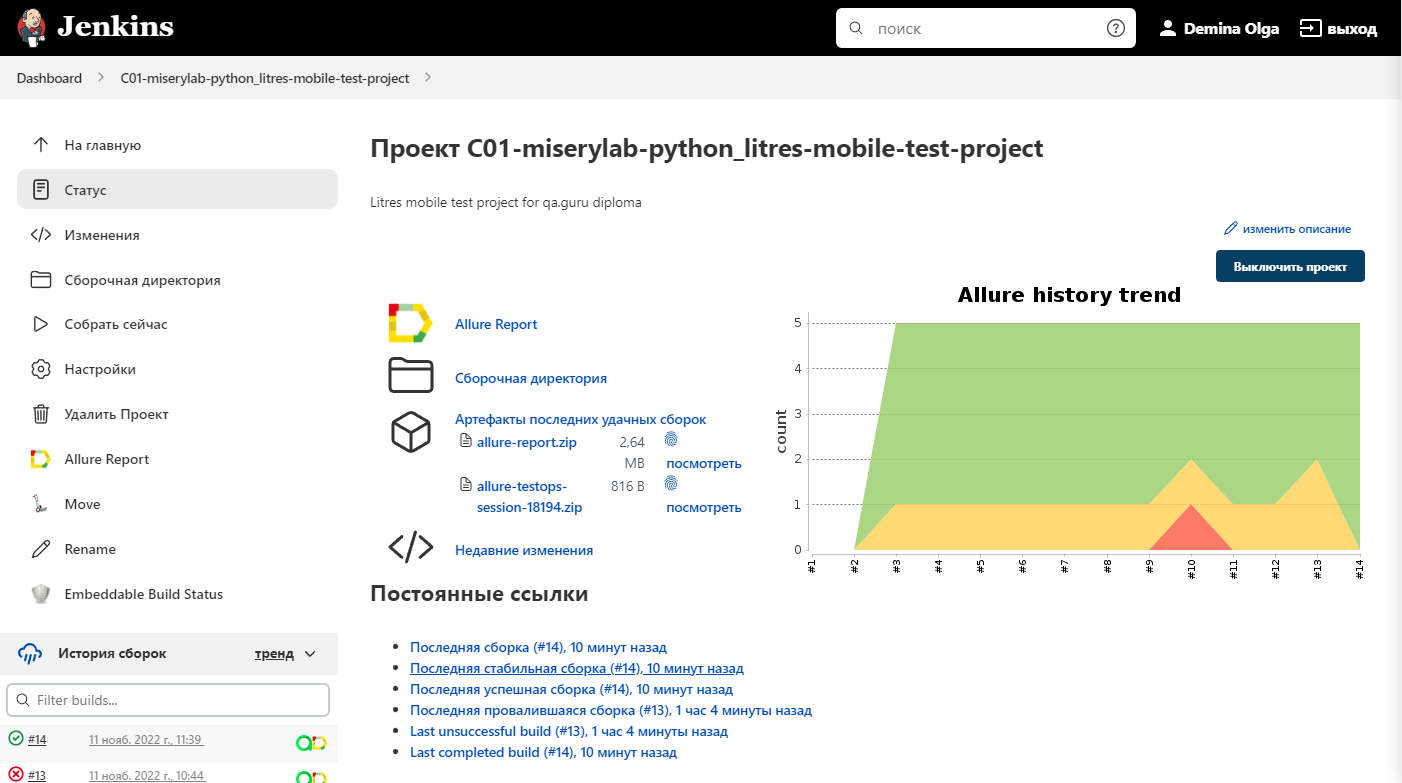 Jenkins
поиск
Demina Olga
выход
Dashboard
C01-miserylab-python_litres-mobile-test-project
На главную
Статус
Изменения
Сборочная директория
Собрать сейчас
Настройки
Удалить Проект
Allure Report
Move
Rename
Embeddable Build Status
История сборок
тренд
Filter builds...
#14
11 нояб. 2022 г., 11:39
#13
11 нояб. 2022 г., 10:44
Проект C01-miserylab-python_litres-mobile-test-project
Litres mobile test project for qa.guru diploma
изменить описание
Выключить проект
Allure Report
Сборочная директория
Артефакты последних удачных сборок
allure-report.zip 2,64
MB посмотреть
allure-testops- 816 B
session-18194.zip посмотреть
Недавние изменения
Allure history trend
count
5
4
3
2
1
0
#1 #2 #3 #4 #5 #6 #7 #8 #9 #10 #11 #12 #13 #14
Постоянные ссылки
Последняя сборка (#14), 10 минут назад
Последняя стабильная сборка (#14), 10 минут назад
Последняя успешная сборка (#14), 10 минут назад
Последняя провалившаяся сборка (#13), 1 час 4 минуты назад
Last unsuccessful build (#13), 1 час 4 минуты назад
Last completed build (#14), 10 минут назад